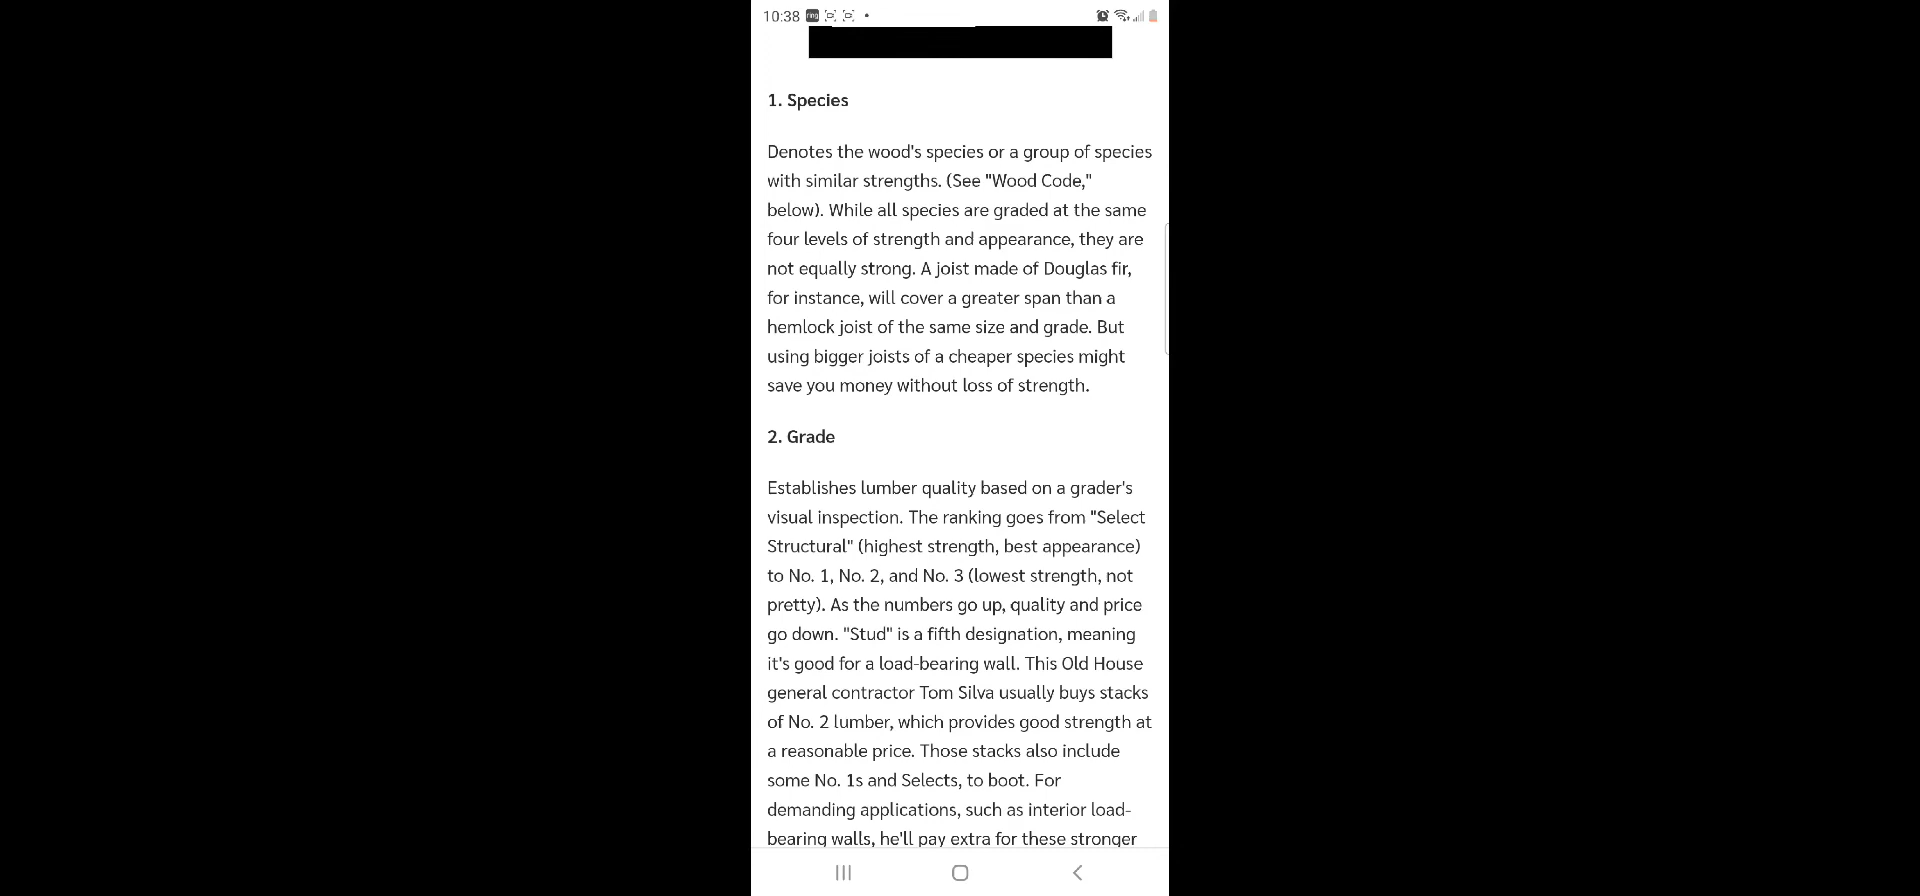 10:38
ring
1. Species
Denotes the wood's species or a group of species
with similar strengths. (See "Wood Code,"
below). While all species are graded at the same
four levels of strength and appearance, they are
not equally strong. A joist made of Douglas fir,
for instance, will cover a greater span than a
hemlock joist of the same size and grade. But
using bigger joists of a cheaper species might
save you money without loss of strength.
2. Grade
Establishes lumber quality based on a grader's
visual inspection. The ranking goes from "Select
Structural" (highest strength, best appearance)
to No. 1, No. 2, and No. 3 (lowest strength, not
pretty). As the numbers go up, quality and price
go down. "Stud" is a fifth designation, meaning
it's good for a load-bearing wall. This Old House
general contractor Tom Silva usually buys stacks
of No. 2 lumber, which provides good strength at
a reasonable price. Those stacks also include
some No. 1s and Selects, to boot. For
demanding applications, such as interior load-
bearing walls, he'll pay extra for these stronger